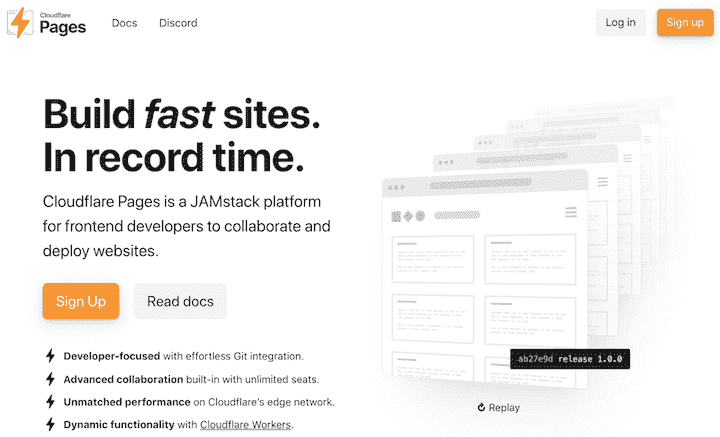 Cloudflare
Pages
Docs
Discord
Log in
Sign up
Build fast sites.
In record time.
Cloudflare Pages is a JAMstack platform
for frontend developers to collaborate and
deploy websites.
Sign Up
Read docs
Developer-focused with effortless Git integration.
Advanced collaboration built-in with unlimited seats.
Unmatched performance on Cloudflare's edge network.
Dynamic functionality with Cloudflare Workers.
ab27e9d release 1.0.0
Replay